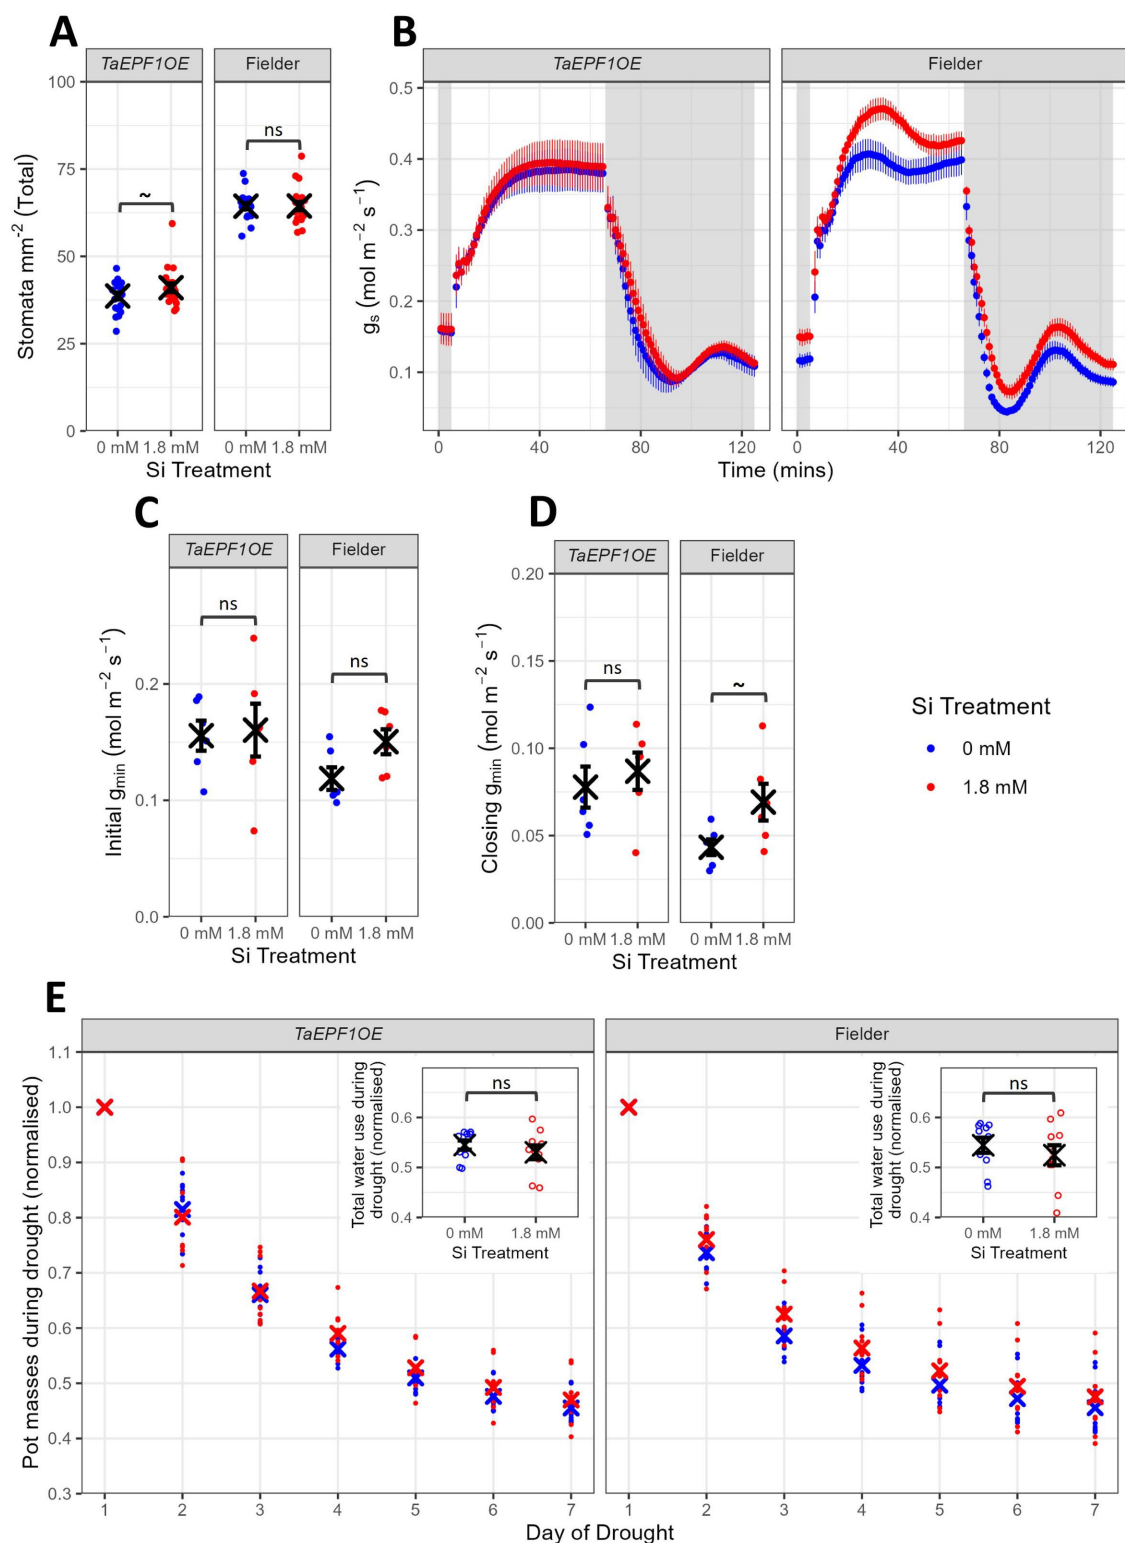 A
TaEPF1OE
Fielder
Stomata mm⁻² (Total)
100
75
50
25
0
~
ns
0 mM
1.8 mM
0 mM
1.8 mM
Si Treatment
B
TaEPF1OE
Fielder
gₛ (mol m⁻² s⁻¹)
0.5
0.4
0.3
0.2
0.1
0
40
80
120
0
40
80
120
Time (mins)
C
TaEPF1OE
Fielder
Initial gmin (mol m⁻² s⁻¹)
0.2
0.1
0.0
ns
ns
0 mM
1.8 mM
0 mM
1.8 mM
Si Treatment
D
TaEPF1OE
Fielder
Closing gmin (mol m⁻² s⁻¹)
0.20
0.15
0.10
0.05
0.00
ns
~
0 mM
1.8 mM
0 mM
1.8 mM
Si Treatment
Si Treatment
0 mM
1.8 mM
E
TaEPF1OE
Fielder
Pot masses during drought (normalised)
1.1
1.0
0.9
0.8
0.7
0.6
0.5
0.4
0.3
Total water use during
drought (normalised)
0.6
0.5
0.4
ns
0 mM
1.8 mM
Si Treatment
Total water use during
drought (normalised)
0.6
0.5
0.4
ns
0 mM
1.8 mM
Si Treatment
1
2
3
4
5
6
7
1
2
3
4
5
6
7
Day of Drought